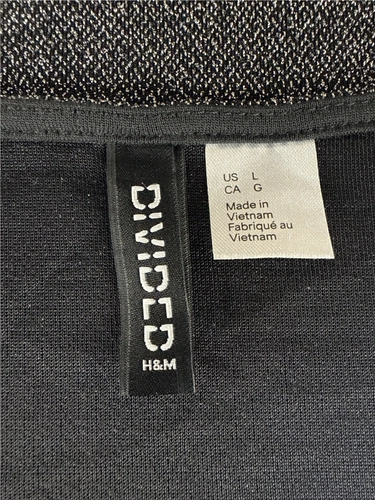 DIVIDED
H&M
US L
CA G
Made in
Vietnam
Fabriqué au
Vietnam